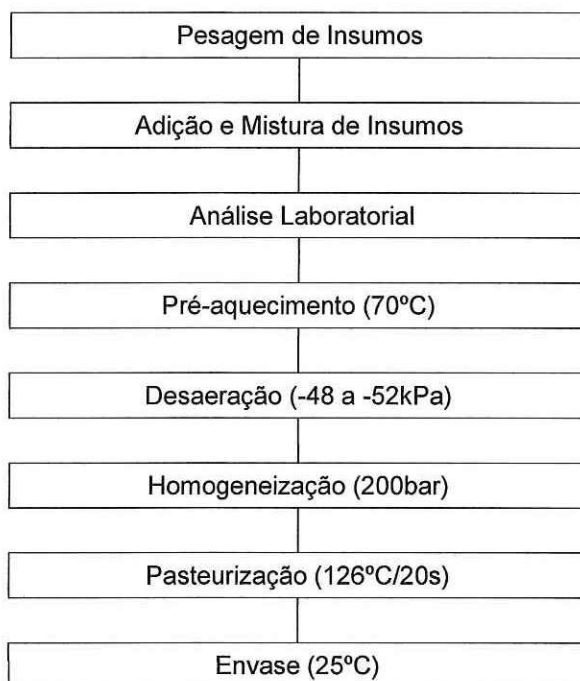 Pesagem de Insumos
Adição e Mistura de Insumos
Análise Laboratorial
Pré-aquecimento (70ºC)
Desaeração (-48 a -52kPa)
Homogeneização (200bar)
Pasteurização (126ºC/20s)
Envase (25ºC)